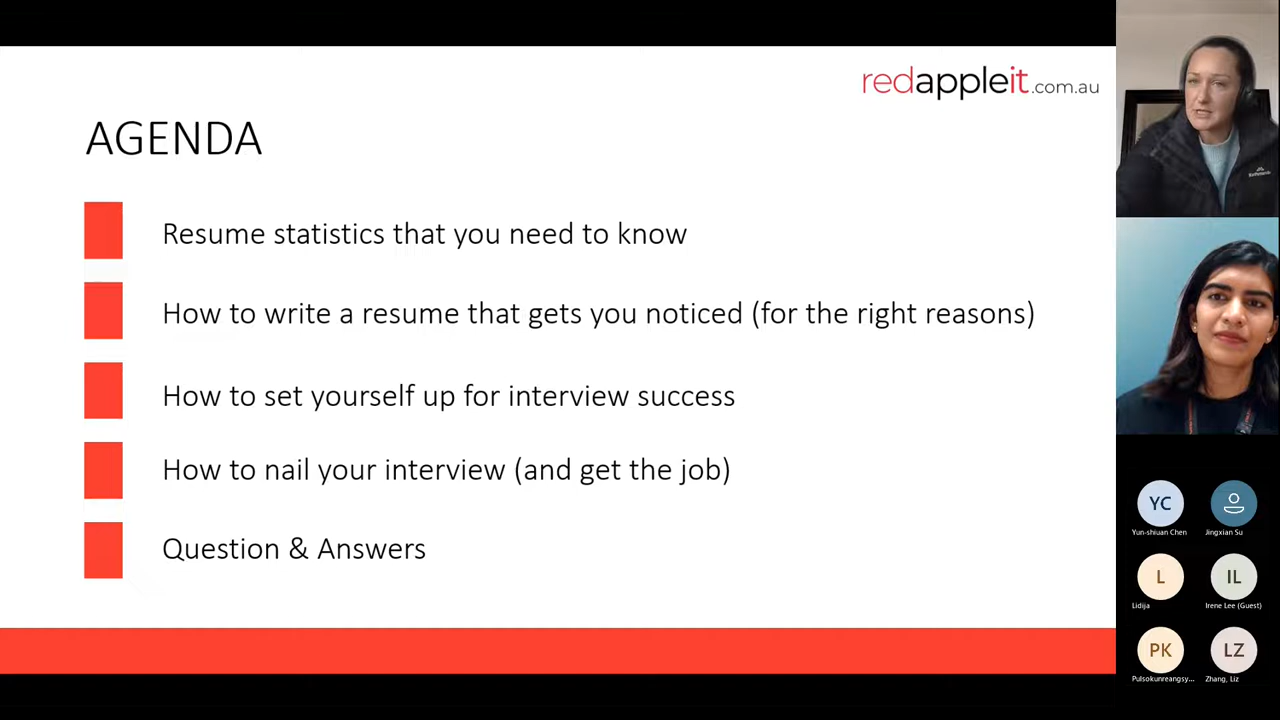 redappleit.com.au
AGENDA
Resume statistics that you need to know
How to write a resume that gets you noticed (for the right reasons)
How to set yourself up for interview success
How to nail your interview (and get the job)
Question & Answers
YC
Yun-shiuan Chen
Jingxian Su
L
Lidija
IL
Irene Lee (Guest)
PK
Pulsokunreangsy...
LZ
Zhang, Liz